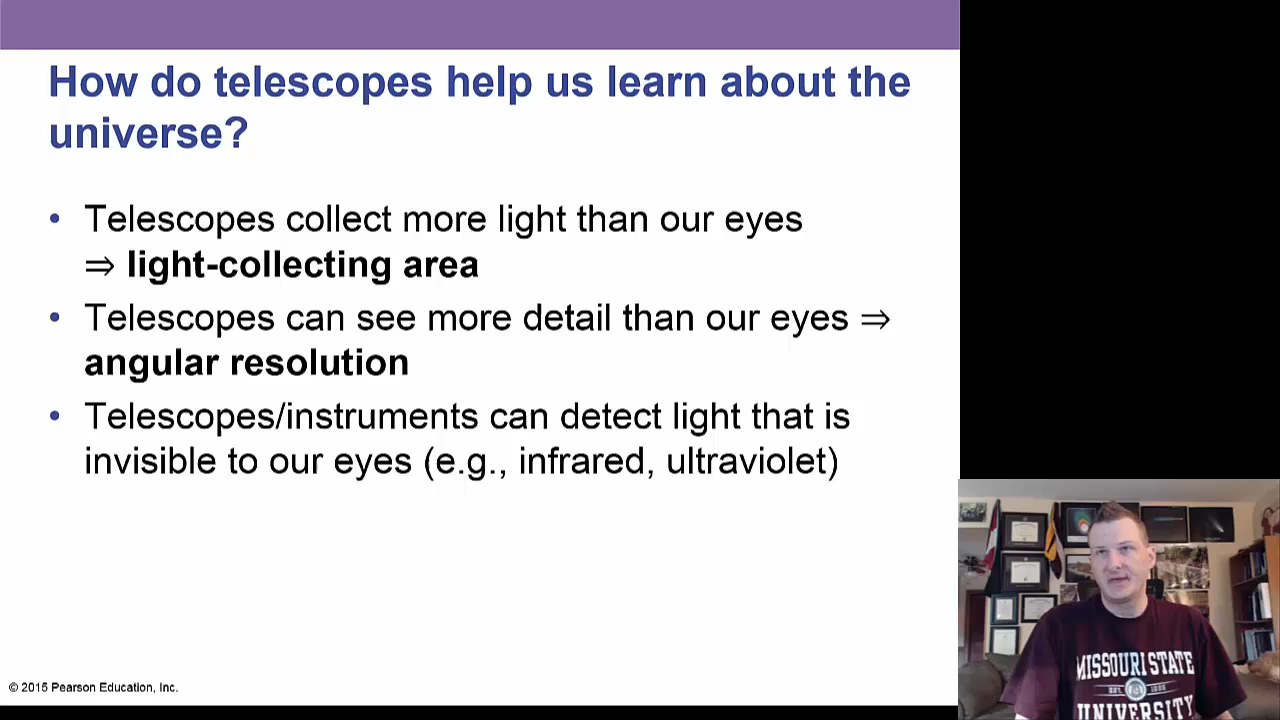 How do telescopes help us learn about the
universe?
• Telescopes collect more light than our eyes
⇒ light-collecting area
• Telescopes can see more detail than our eyes ⇒
angular resolution
• Telescopes/instruments can detect light that is
invisible to our eyes (e.g., infrared, ultraviolet)
© 2015 Pearson Education, Inc.
MISSOURI STATE
EST. 1905
UNIVERSITY